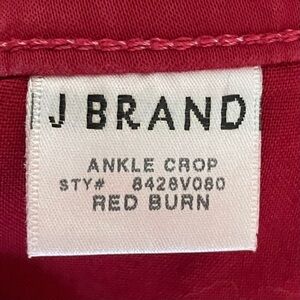 J BRAND
ANKLE CROP
STY# 8428V080
RED BURN